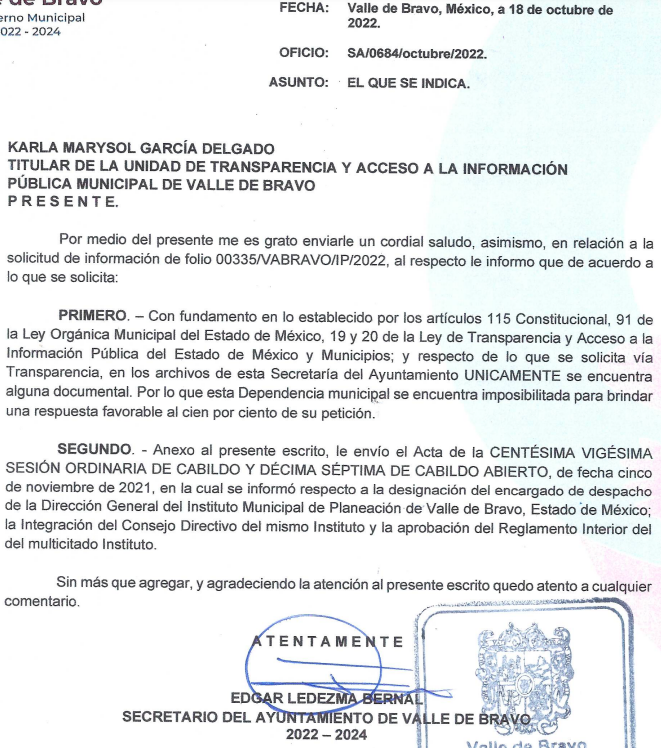 de Bravo
erno Municipal
022 - 2024
FECHA: Valle de Bravo, México, a 18 de octubre de
2022.
OFICIO: SA/0684/octubre/2022.
ASUNTO: EL QUE SE INDICA.
KARLA MARYSOL GARCÍA DELGADO
TITULAR DE LA UNIDAD DE TRANSPARENCIA Y ACCESO A LA INFORMACIÓN
PÚBLICA MUNICIPAL DE VALLE DE BRAVO
P R E S E N T E.
Por medio del presente me es grato enviarle un cordial saludo, asimismo, en relación a la
solicitud de información de folio 00335/VABRAVO/IP/2022, al respecto le informo que de acuerdo a
lo que se solicita:
PRIMERO. – Con fundamento en lo establecido por los artículos 115 Constitucional, 91 de
la Ley Orgánica Municipal del Estado de México, 19 y 20 de la Ley de Transparencia y Acceso a la
Información Pública del Estado de México y Municipios; y respecto de lo que se solicita vía
Transparencia, en los archivos de esta Secretaría del Ayuntamiento UNICAMENTE se encuentra
alguna documental. Por lo que esta Dependencia municipal se encuentra imposibilitada para brindar
una respuesta favorable al cien por ciento de su petición.
SEGUNDO. - Anexo al presente escrito, le envío el Acta de la CENTÉSIMA VIGÉSIMA
SESIÓN ORDINARIA DE CABILDO Y DÉCIMA SÉPTIMA DE CABILDO ABIERTO, de fecha cinco
de noviembre de 2021, en la cual se informó respecto a la designación del encargado de despacho
de la Dirección General del Instituto Municipal de Planeación de Valle de Bravo, Estado de México;
la Integración del Consejo Directivo del mismo Instituto y la aprobación del Reglamento Interior del
del multicitado Instituto.
Sin más que agregar, y agradeciendo la atención al presente escrito quedo atento a cualquier
comentario.
A T E N T A M E N T E
EDGAR LEDEZMA BERNAL
SECRETARIO DEL AYUNTAMIENTO DE VALLE DE BRAVO
2022 – 2024
Valle de Bravo